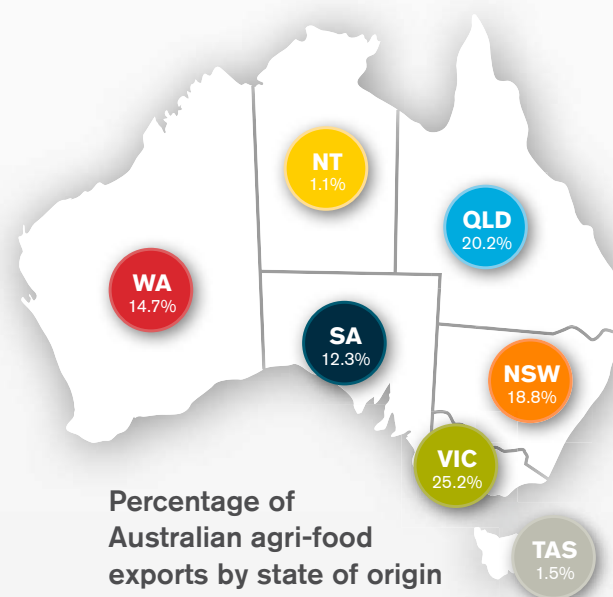 NT
1.1%
QLD
20.2%
WA
14.7%
SA
12.3%
NSW
18.8%
VIC
25.2%
TAS
1.5%
Percentage of
Australian agri-food
exports by state of origin